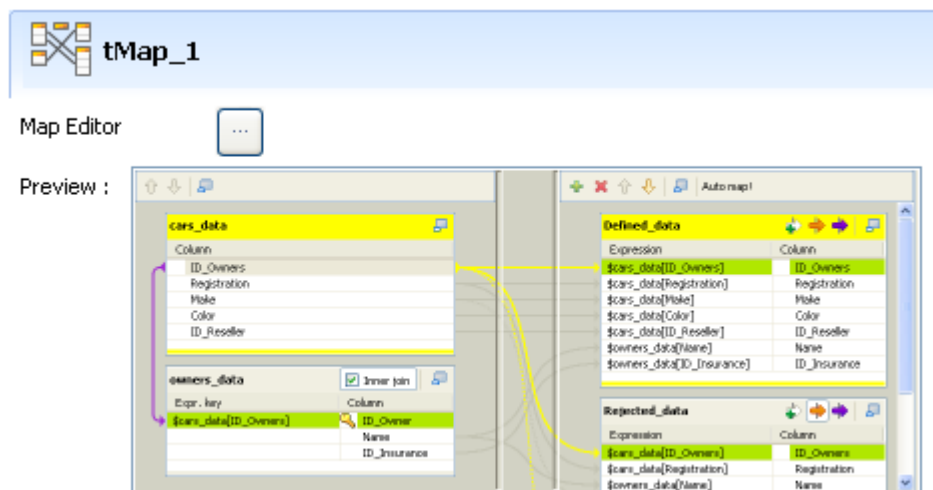 tMap_1
Map Editor
...
Preview :
Auto map!
cars_data
Column
ID_Owners
Registration
Make
Color
ID_Reseller
owners_data
Inner join
Expr. key Column
$cars_data[ID_Owners] ID_Owner
Name
ID_Insurance
Defined_data
Expression Column
$cars_data[ID_Owners] ID_Owners
$cars_data[Registration] Registration
$cars_data[Make] Make
$cars_data[Color] Color
$cars_data[ID_Reseller] ID_Reseller
$owners_data[Name] Name
$owners_data[ID_Insurance] ID_Insurance
Rejected_data
Expression Column
$cars_data[ID_Owners] ID_Owners
$cars_data[Registration] Registration
$owners_data[Name] Name